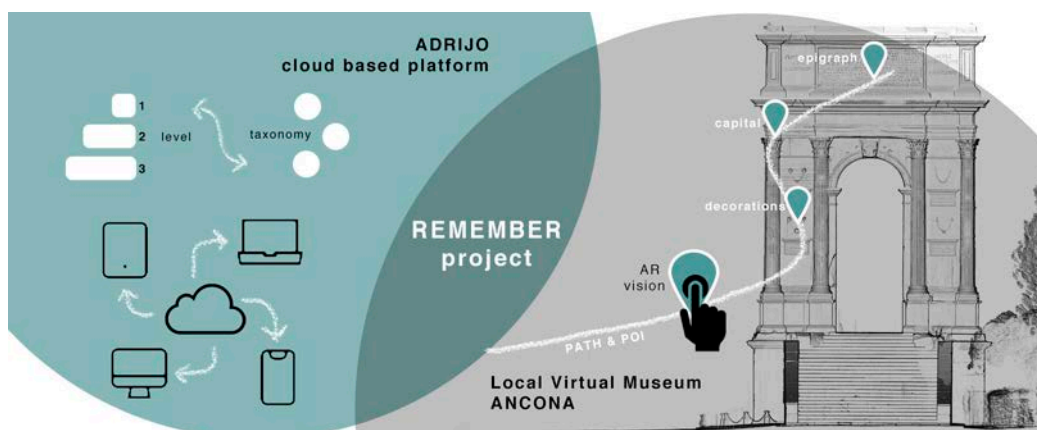 ADRIJO
cloud based platform
1
2
3
level
taxonomy
REMEMBER
project
epigraph
capital
decorations
AR
vision
PATH & POI
Local Virtual Museum
ANCONA